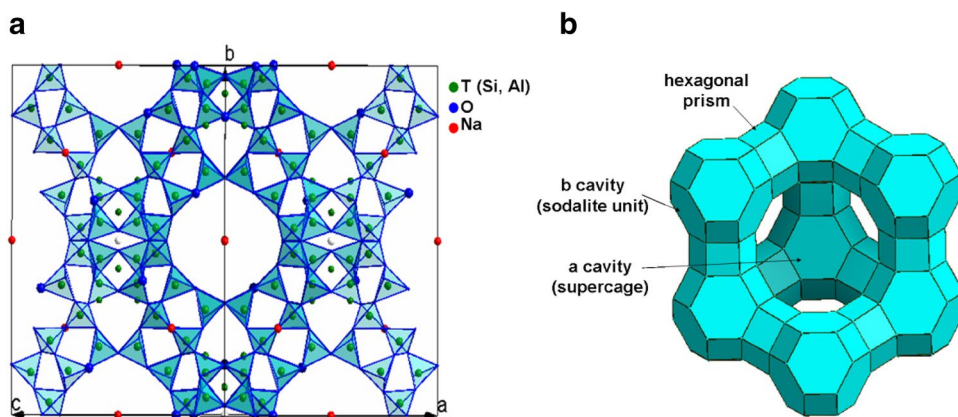 a
b
T (Si, Al)
O
Na
c
a
b
hexagonal
prism
b cavity
(sodalite unit)
a cavity
(supercage)